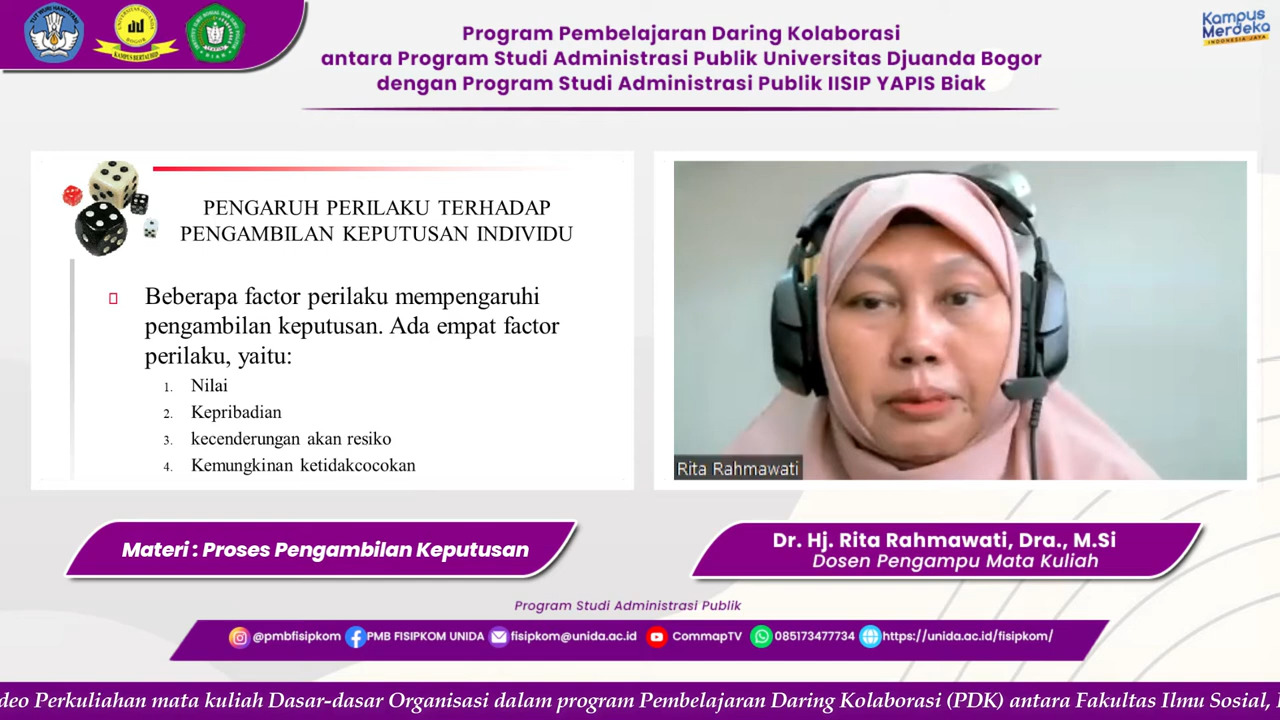 Program Pembelajaran Daring Kolaborasi
antara Program Studi Administrasi Publik Universitas Djuanda Bogor
dengan Program Studi Administrasi Publik IISIP YAPIS Biak
Kampus
Merdeka
INDONESIA JAYA
TUT WURI HANDAYANI
PENGARUH PERILAKU TERHADAP
PENGAMBILAN KEPUTUSAN INDIVIDU
Beberapa factor perilaku mempengaruhi
pengambilan keputusan. Ada empat factor
perilaku, yaitu:
1. Nilai
2. Kepribadian
3. kecenderungan akan resiko
4. Kemungkinan ketidakcocokan
Rita Rahmawati
Materi : Proses Pengambilan Keputusan
Dr. Hj. Rita Rahmawati, Dra., M.Si
Dosen Pengampu Mata Kuliah
Program Studi Administrasi Publik
@pmbfisipkom PMB FISIPKOM UNIDA fisipkom@unida.ac.id CommapTV 085173477734 https://unida.ac.id/fisipkom/
deo Perkuliahan mata kuliah Dasar-dasar Organisasi dalam program Pembelajaran Daring Kolaborasi (PDK) antara Fakultas Ilmu Sosial,